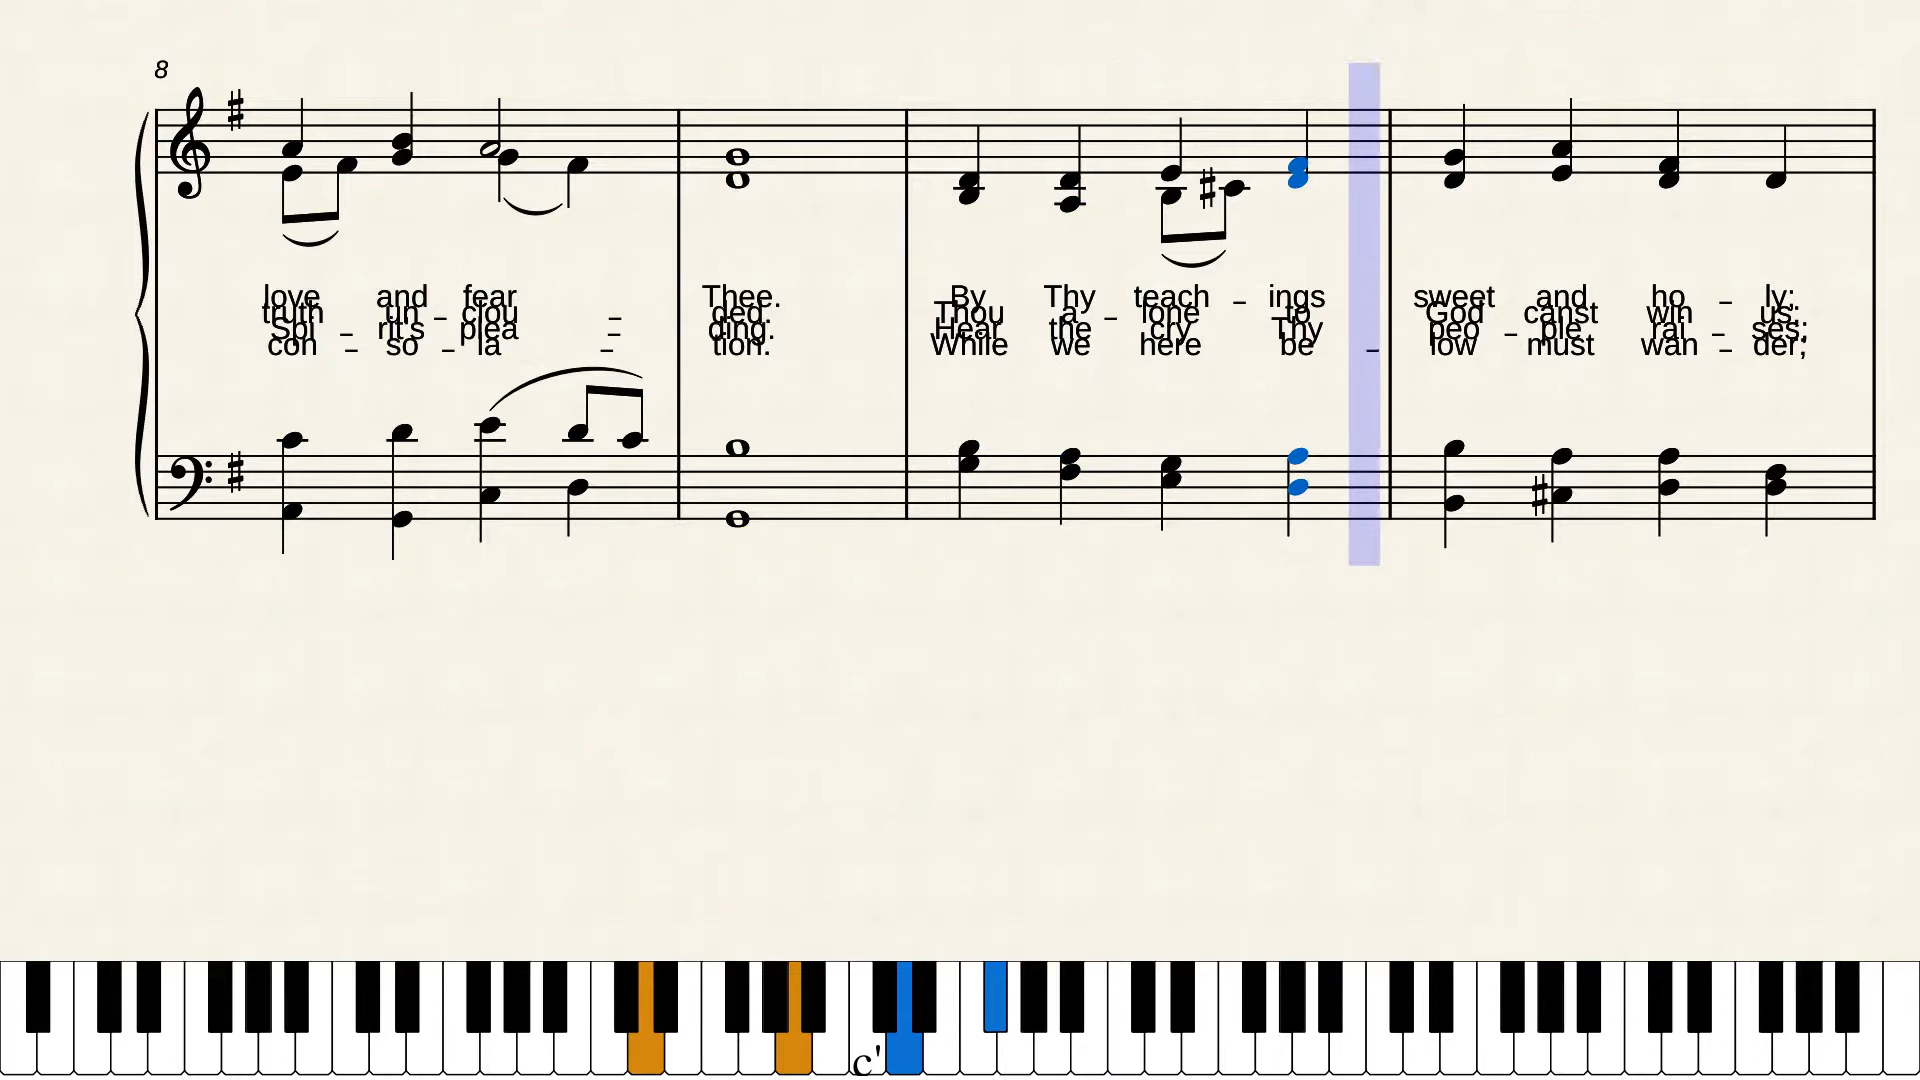 8
love and fear Thee. By Thy teach - ings sweet and ho - ly;
truth un - clou - ded. Thou a - lone to God canst win us;
Spi - rit's plea - ding. Hear the cry Thy peo - ple rai - ses;
con - so - la - tion. While we here be - low must wan - der;
c'